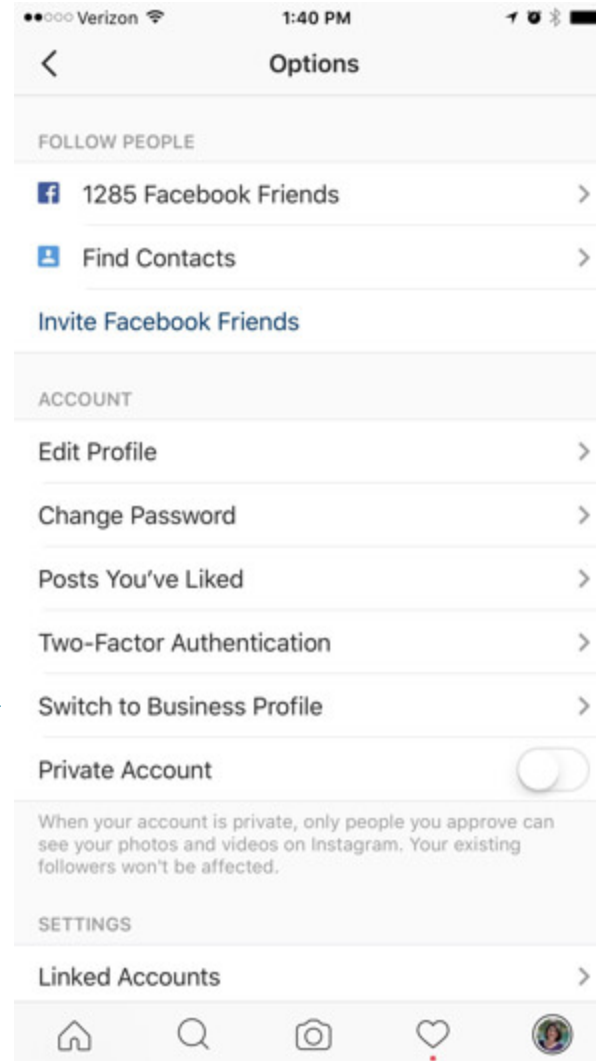 Verizon 1:40 PM
Options
FOLLOW PEOPLE
1285 Facebook Friends
Find Contacts
Invite Facebook Friends
ACCOUNT
Edit Profile
Change Password
Posts You've Liked
Two-Factor Authentication
Switch to Business Profile
Private Account
When your account is private, only people you approve can
see your photos and videos on Instagram. Your existing
followers won't be affected.
SETTINGS
Linked Accounts